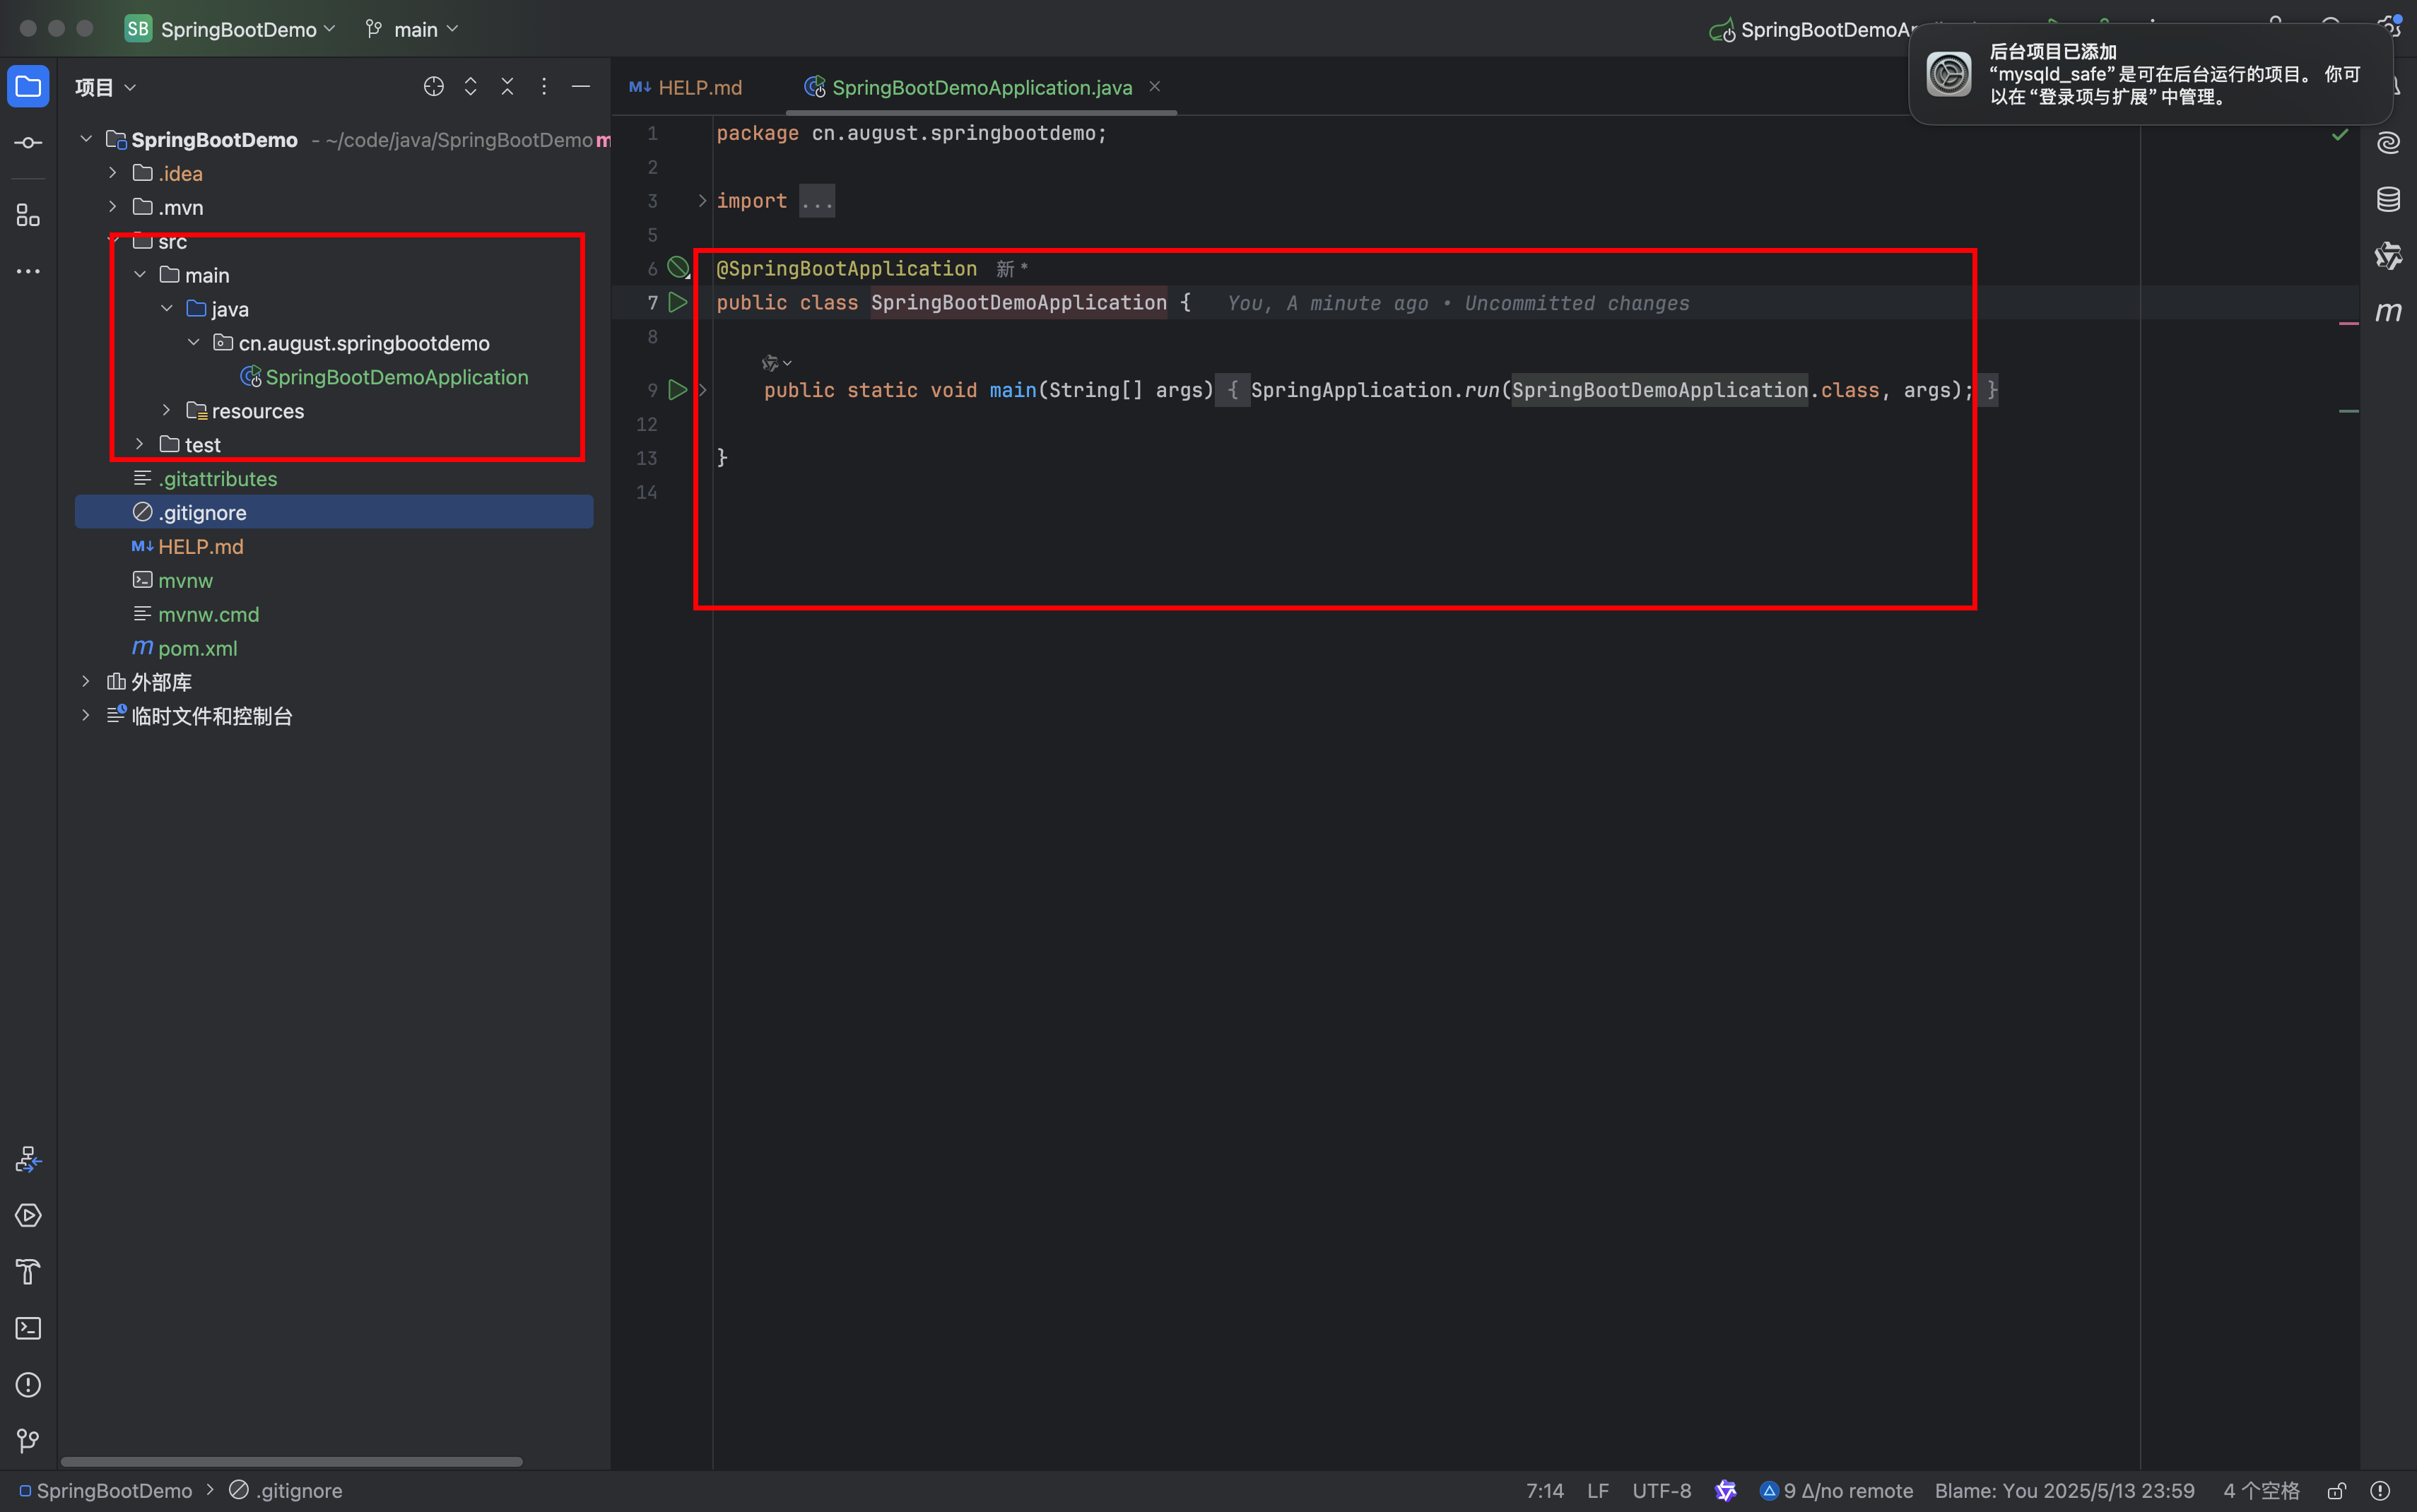 SB SpringBootDemo main
SpringBootDemoA
后台项目已添加
“mysqld_safe”是可在后台运行的项目。你可
以在“登录项与扩展”中管理。
项目
SpringBootDemo - ~/code/java/SpringBootDemo m
.idea
.mvn
src
main
java
cn.august.springbootdemo
SpringBootDemoApplication
resources
test
.gitattributes
.gitignore
M↓ HELP.md
mvnw
mvnw.cmd
m pom.xml
外部库
临时文件和控制台
M↓ HELP.md
SpringBootDemoApplication.java
1 package cn.august.springbootdemo;
2
3 import ...
5
6 @SpringBootApplication 新 *
7 public class SpringBootDemoApplication { You, A minute ago • Uncommitted changes
8
9 public static void main(String[] args) { SpringApplication.run(SpringBootDemoApplication.class, args); }
12
13 }
14
m
SpringBootDemo > .gitignore
7:14 LF UTF-8 9 Δ/no remote Blame: You 2025/5/13 23:59 4 个空格